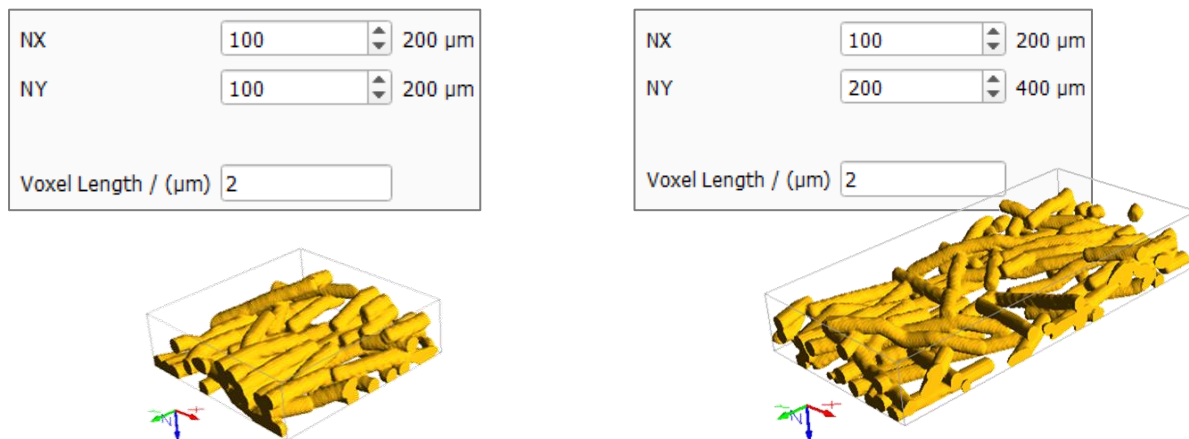 NX 100 200 µm
NY 100 200 µm
Voxel Length / (µm) 2
NX 100 200 µm
NY 200 400 µm
Voxel Length / (µm) 2